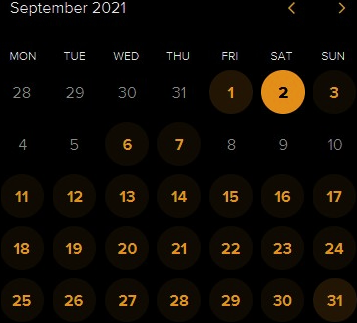 September 2021
MON TUE WED THU FRI SAT SUN
28 29 30 31 1 2 3
4 5 6 7 8 9 10
11 12 13 14 15 16 17
18 19 20 21 22 23 24
25 26 27 28 29 30 31